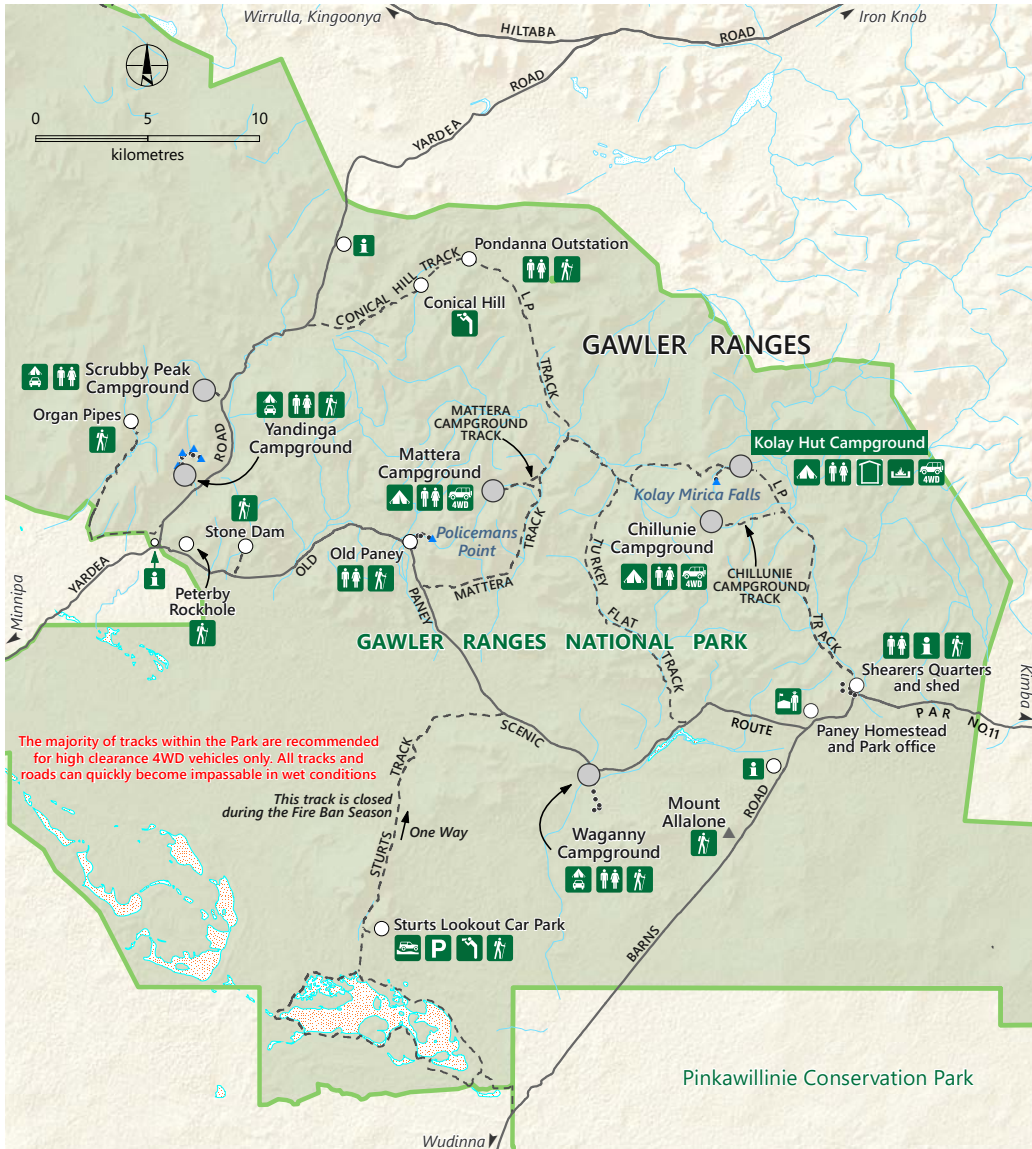 Wirrulla, Kingoonya
HILTABA
ROAD
Iron Knob
0 5 10
kilometres
YARDEA
ROAD
i
CONICAL HILL TRACK
Pondanna Outstation
Conical Hill
LP
TRACK
GAWLER RANGES
Scrubby Peak
Campground
Organ Pipes
ROAD
Yandinga
Campground
MATTERA
CAMPGROUND
TRACK
Mattera
Campground
4WD
Kolay Hut Campground
4WD
Kolay Mirica Falls
LP
Stone Dam
Old Paney
Policemans
Point
TRACK
MATTERA
Chillunie
Campground
4WD
CHILLUNIE
CAMPGROUND
TRACK
TRACK
TURKEY
FLAT
TRACK
YARDEA
Minnipa
i
Peterby
Rockhole
OLD
PANEY
SCENIC
ROUTE
GAWLER RANGES NATIONAL PARK
i
Shearers Quarters
and shed
Kimba
PAR NO.11
Paney Homestead
and Park office
i
The majority of tracks within the Park are recommended
for high clearance 4WD vehicles only. All tracks and
roads can quickly become impassable in wet conditions
This track is closed
during the Fire Ban Season
One Way
STURTS
TRACK
Waganny
Campground
Mount
Allalone
BARNS
ROAD
Sturts Lookout Car Park
P
Pinkawillinie Conservation Park
Wudinna